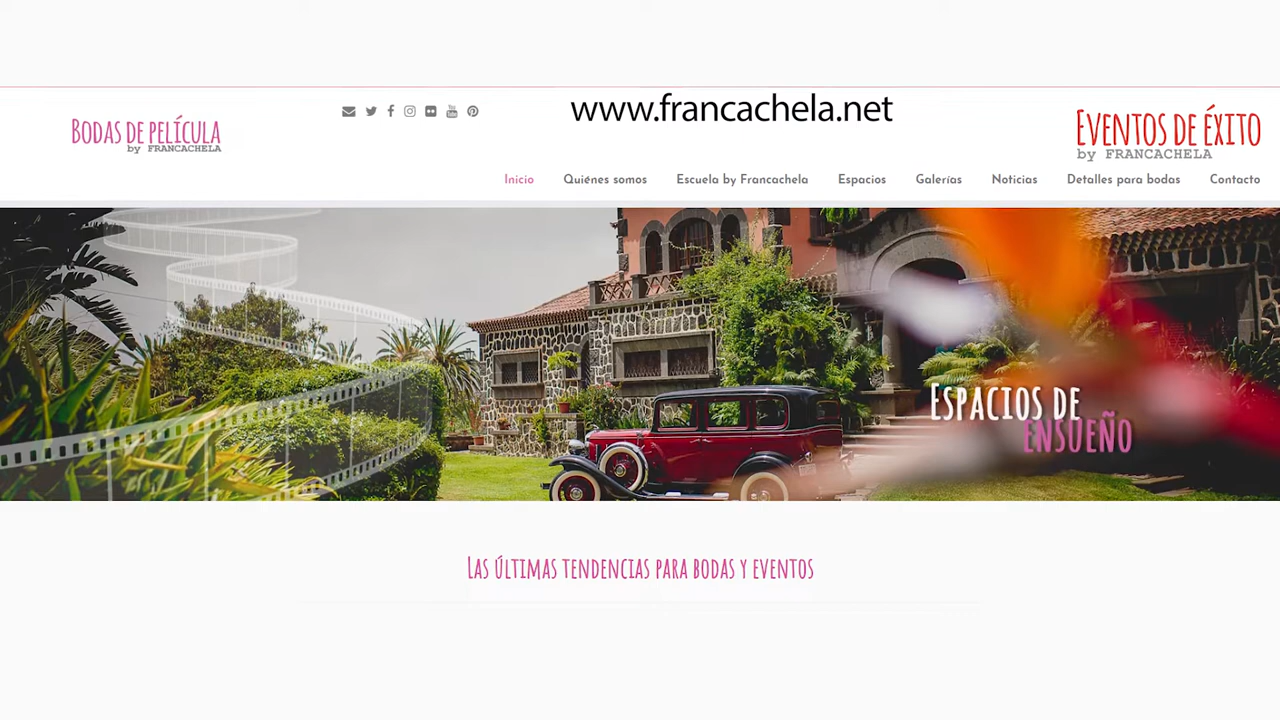 www.francachela.net
BODAS DE PELÍCULA
by FRANCACHELA
EVENTOS DE ÉXITO
by FRANCACHELA
Inicio Quiénes somos Escuela by Francachela Espacios Galerías Noticias Detalles para bodas Contacto
ESPACIOS DE
ENSUEÑO
LAS ÚLTIMAS TENDENCIAS PARA BODAS Y EVENTOS